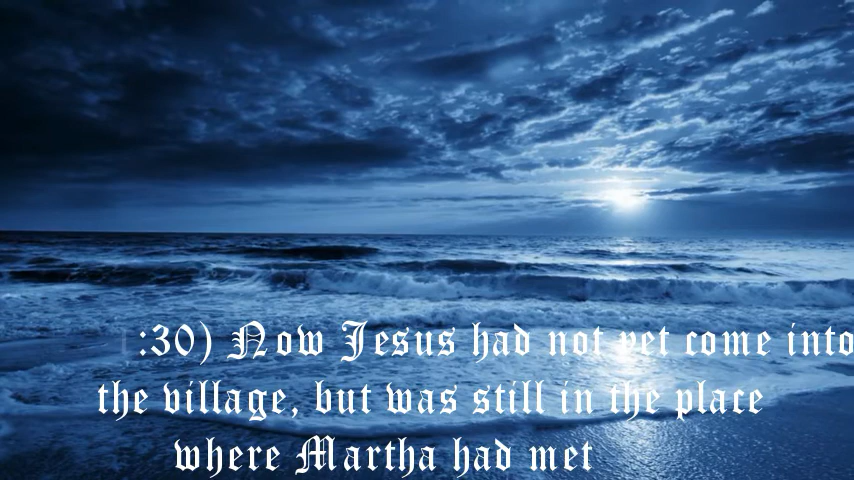 :30) Now Jesus had not yet come into
the village, but was still in the place
where Martha had met